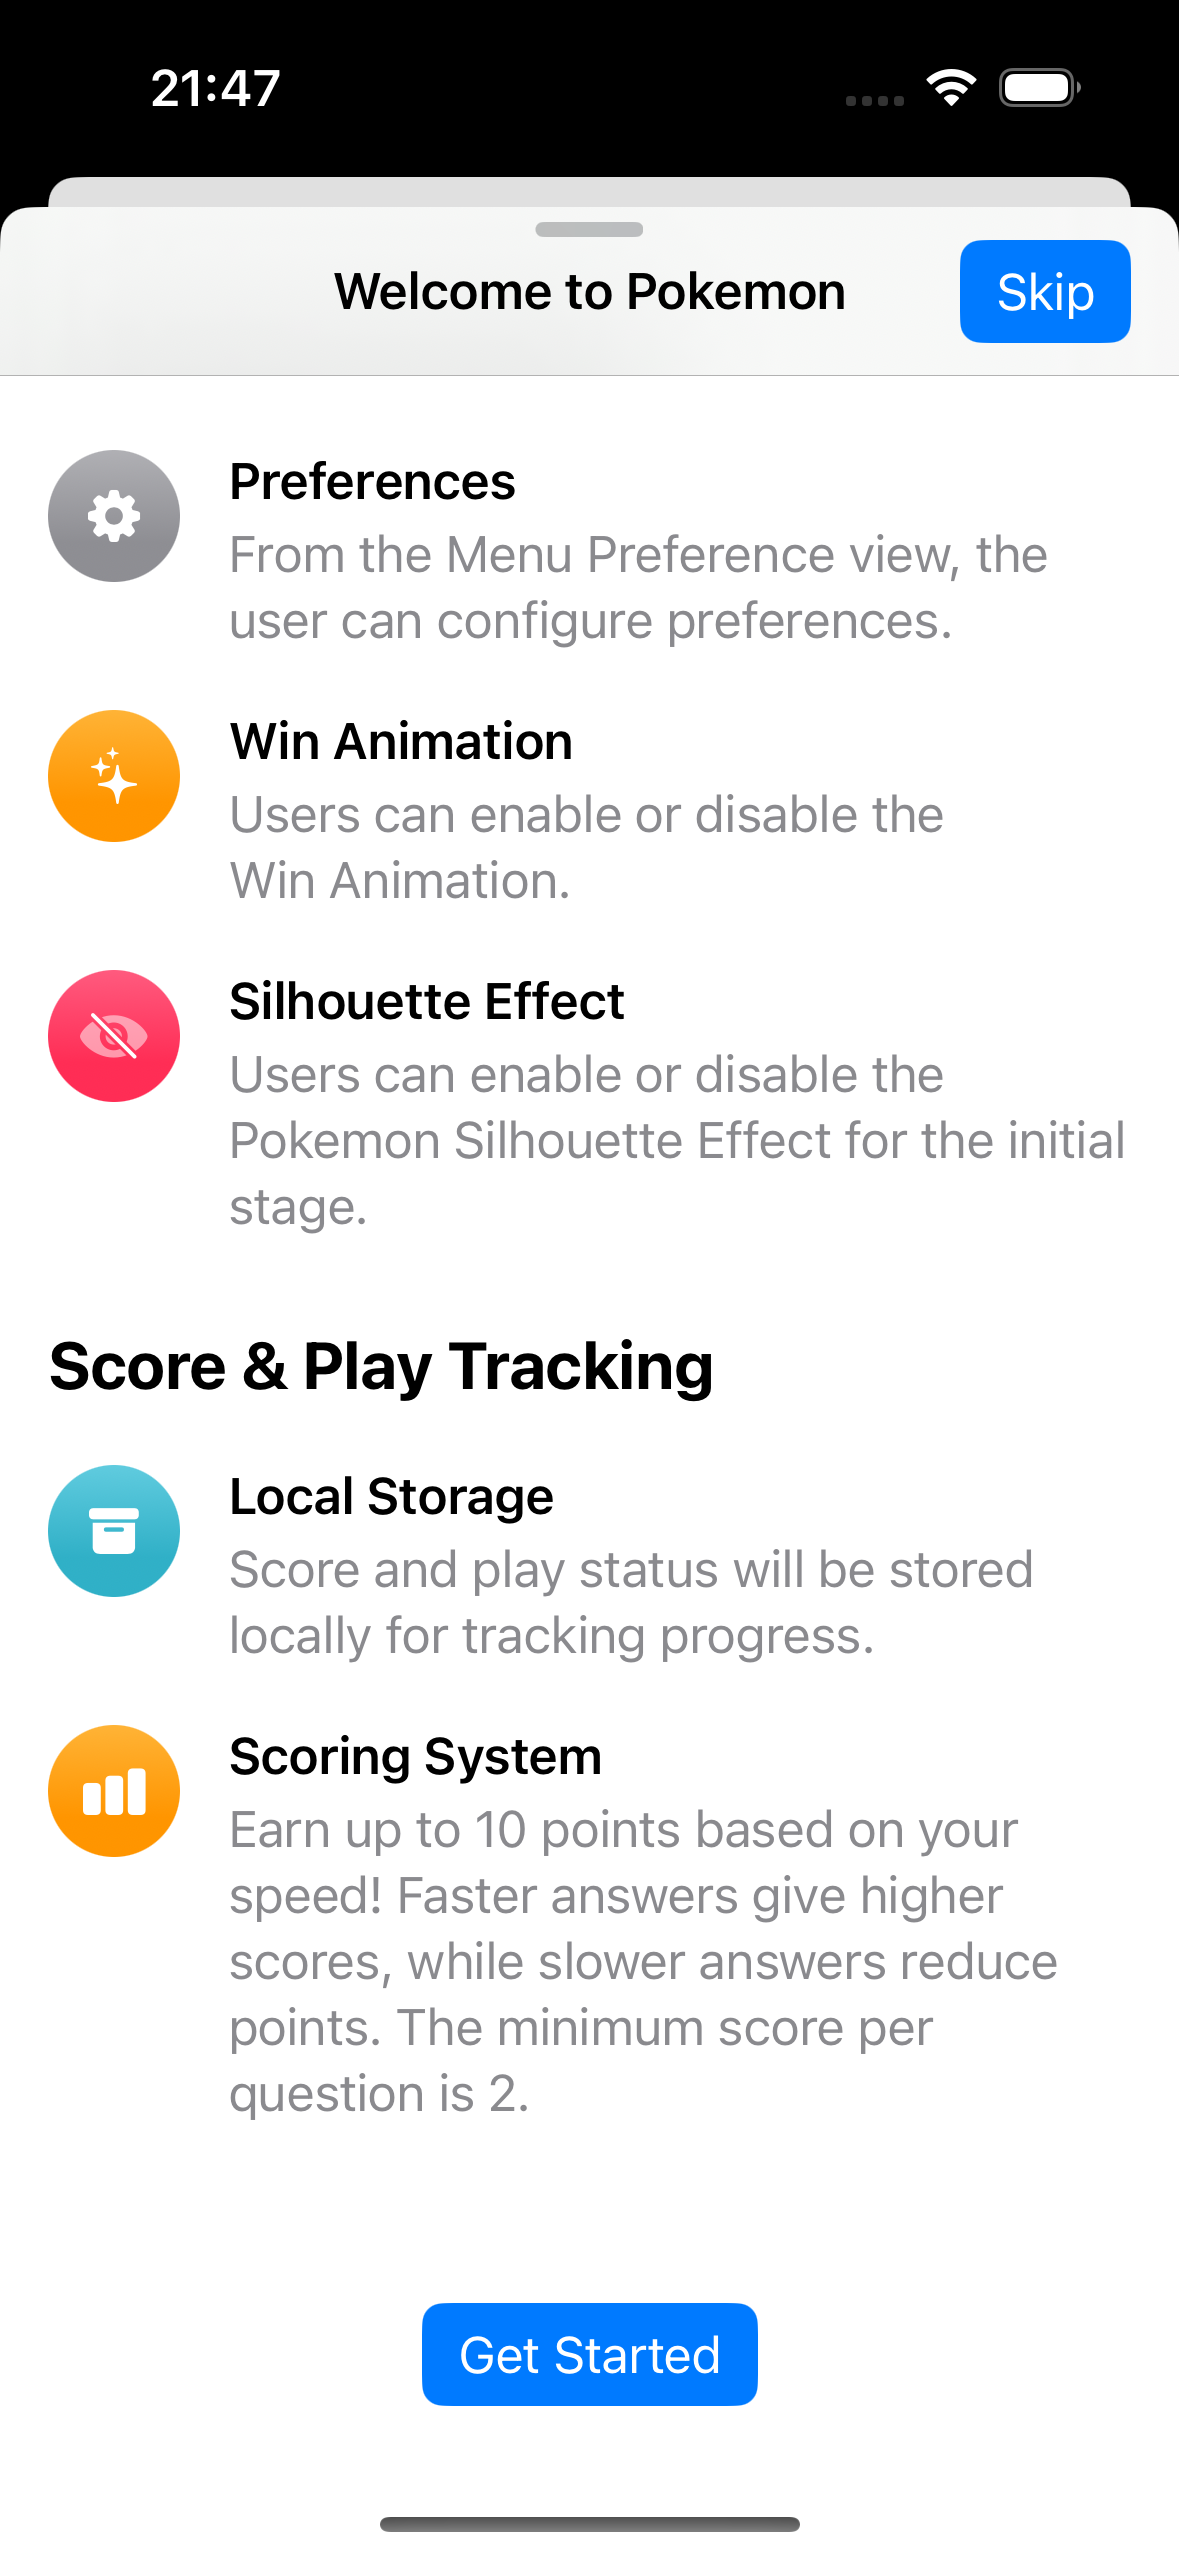 21:47
Welcome to Pokemon
Skip
Preferences
From the Menu Preference view, the
user can configure preferences.
Win Animation
Users can enable or disable the
Win Animation.
Silhouette Effect
Users can enable or disable the
Pokemon Silhouette Effect for the initial
stage.
Score & Play Tracking
Local Storage
Score and play status will be stored
locally for tracking progress.
Scoring System
Earn up to 10 points based on your
speed! Faster answers give higher
scores, while slower answers reduce
points. The minimum score per
question is 2.
Get Started